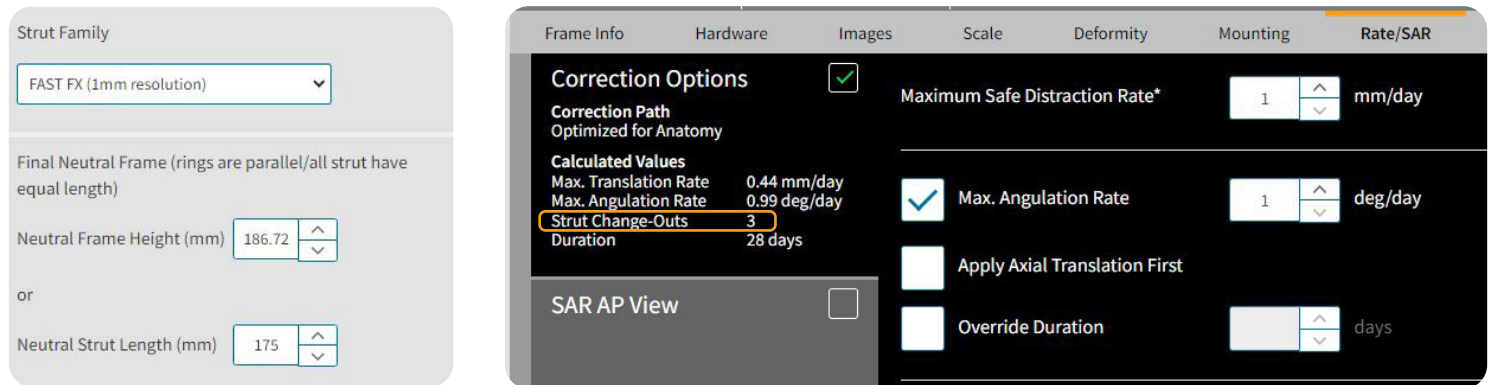 Strut Family
FAST FX (1mm resolution)
Final Neutral Frame (rings are parallel/all strut have
equal length)
Neutral Frame Height (mm) 186.72
or
Neutral Strut Length (mm) 175
Frame Info Hardware Images Scale Deformity Mounting Rate/SAR
Correction Options
Correction Path
Optimized for Anatomy
Calculated Values
Max. Translation Rate 0.44 mm/day
Max. Angulation Rate 0.99 deg/day
Strut Change-Outs 3
Duration 28 days
SAR AP View
Maximum Safe Distraction Rate* 1 mm/day
Max. Angulation Rate 1 deg/day
Apply Axial Translation First
Override Duration days